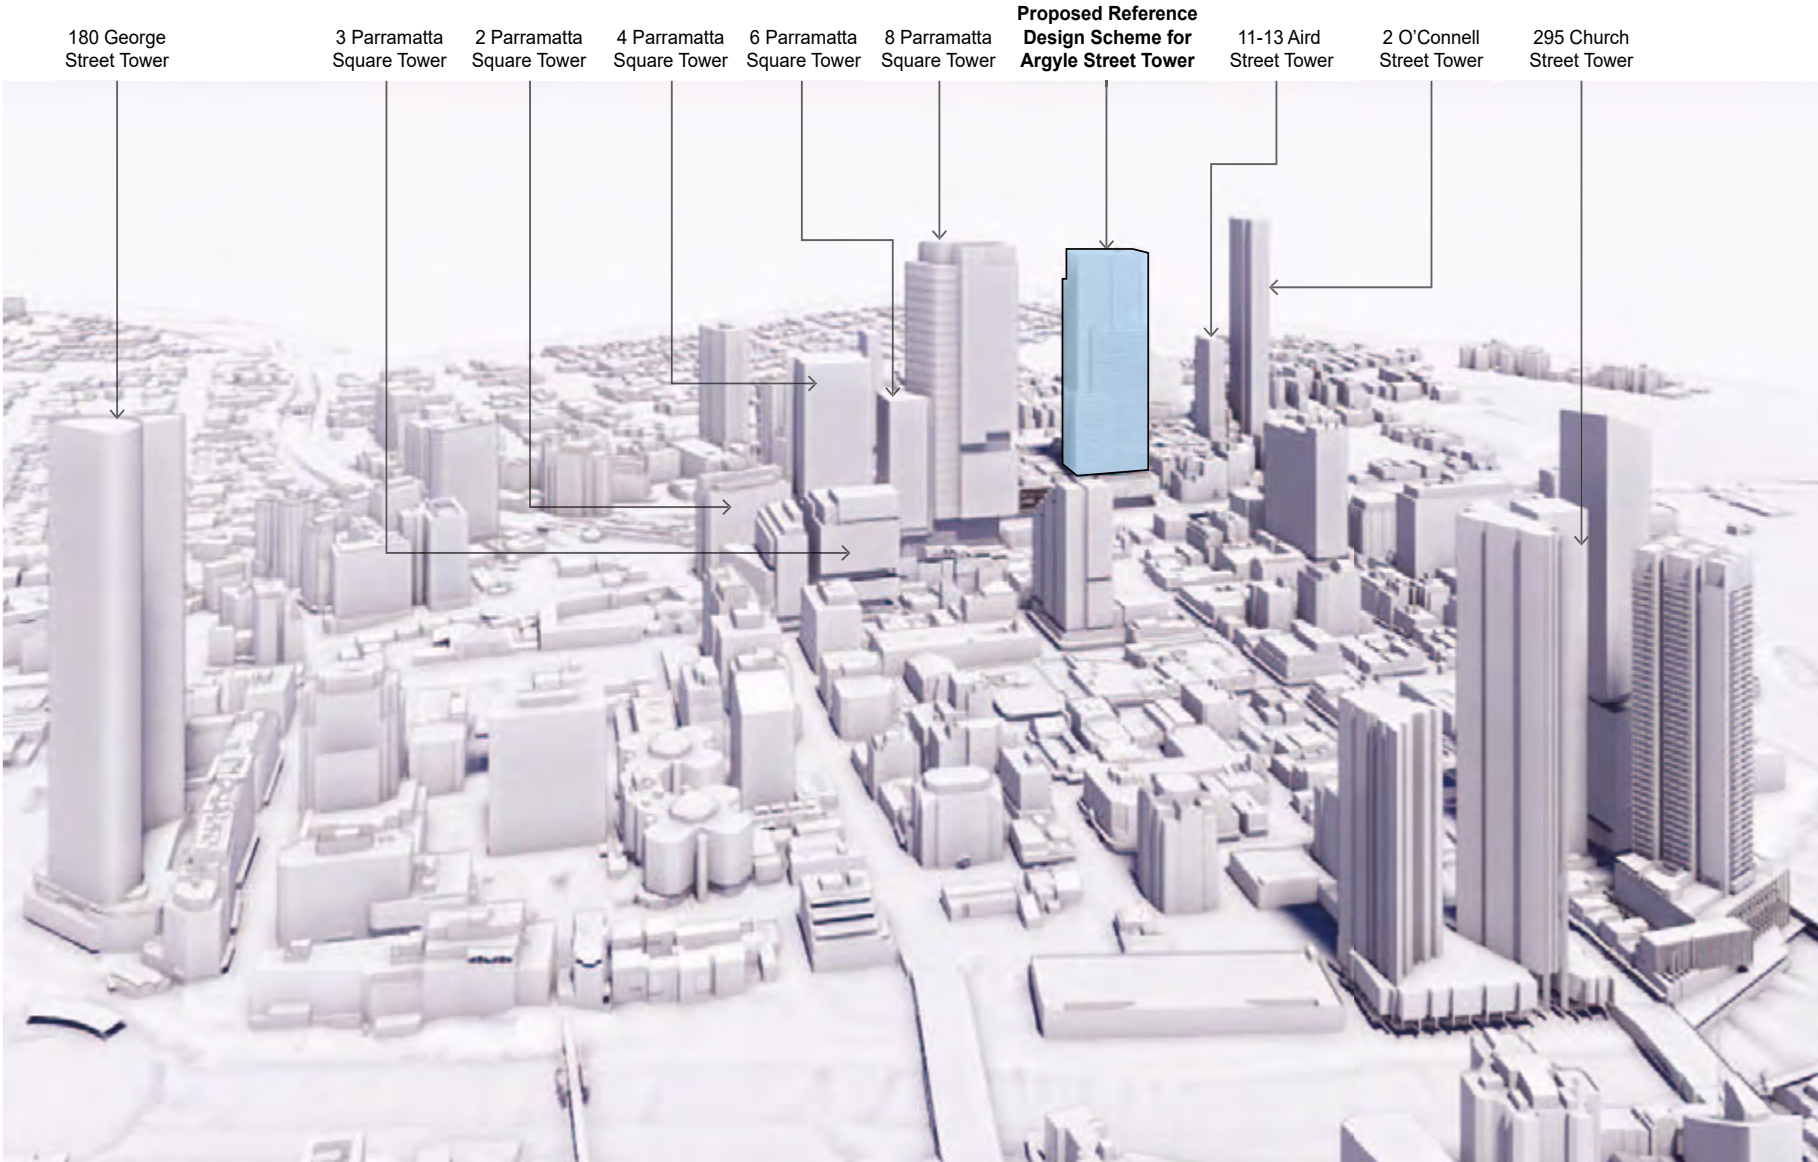 180 George
Street Tower
3 Parramatta
Square Tower
2 Parramatta
Square Tower
4 Parramatta
Square Tower
6 Parramatta
Square Tower
8 Parramatta
Square Tower
Proposed Reference
Design Scheme for
Argyle Street Tower
11-13 Aird
Street Tower
2 O'Connell
Street Tower
295 Church
Street Tower